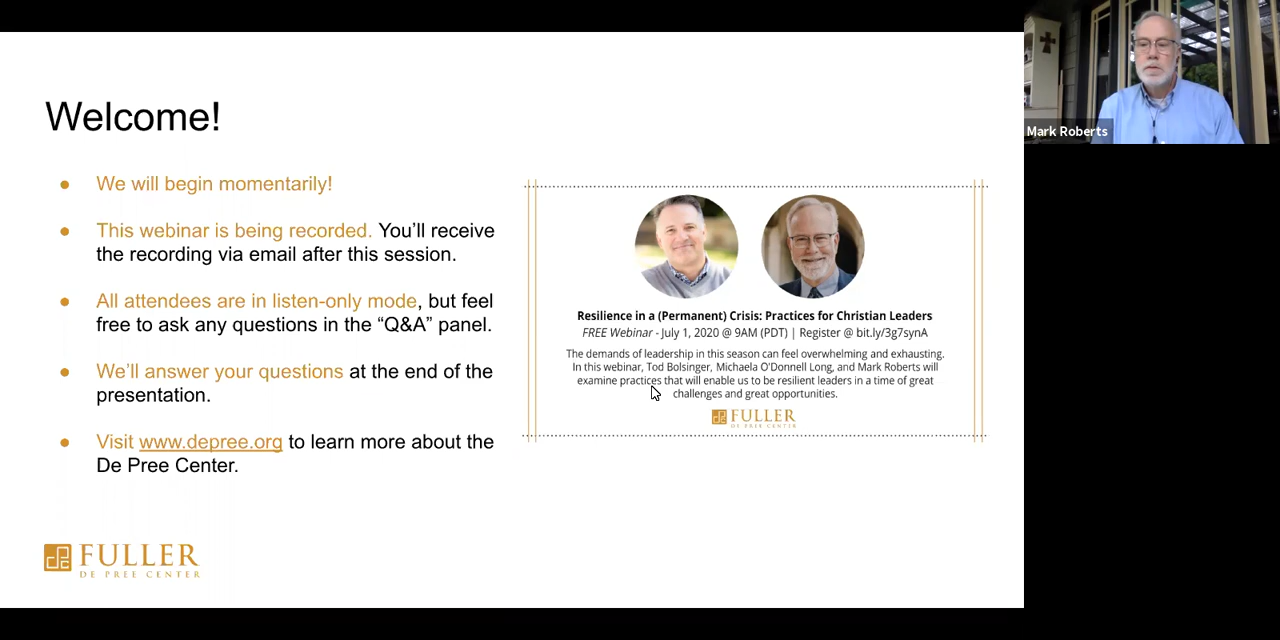 Welcome!
● We will begin momentarily!
● This webinar is being recorded. You’ll receive
the recording via email after this session.
● All attendees are in listen-only mode, but feel
free to ask any questions in the “Q&A” panel.
● We’ll answer your questions at the end of the
presentation.
● Visit www.depree.org to learn more about the
De Pree Center.
FULLER
DE PREE CENTER
Resilience in a (Permanent) Crisis: Practices for Christian Leaders
FREE Webinar - July 1, 2020 @ 9AM (PDT) | Register @ bit.ly/3g7synA
The demands of leadership in this season can feel overwhelming and exhausting.
In this webinar, Tod Bolsinger, Michaela O'Donnell Long, and Mark Roberts will
examine practices that will enable us to be resilient leaders in a time of great
challenges and great opportunities.
FULLER
DE PREE CENTER
Mark Roberts